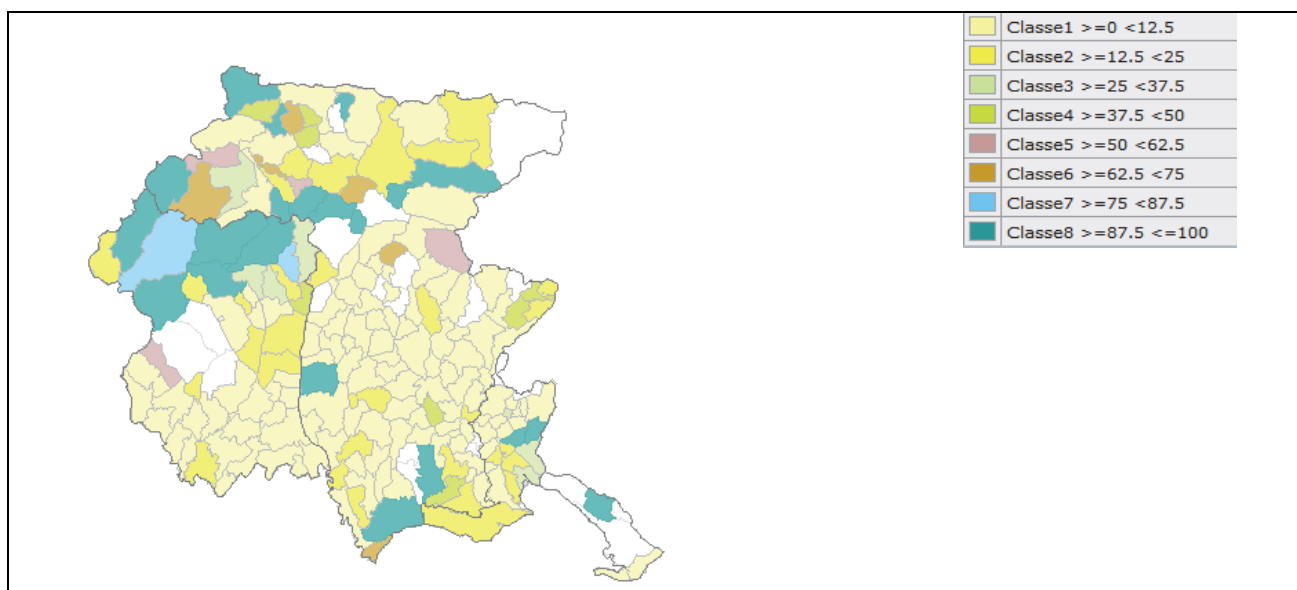 Classe1 >=0 <12.5
Classe2 >=12.5 <25
Classe3 >=25 <37.5
Classe4 >=37.5 <50
Classe5 >=50 <62.5
Classe6 >=62.5 <75
Classe7 >=75 <87.5
Classe8 >=87.5 <=100